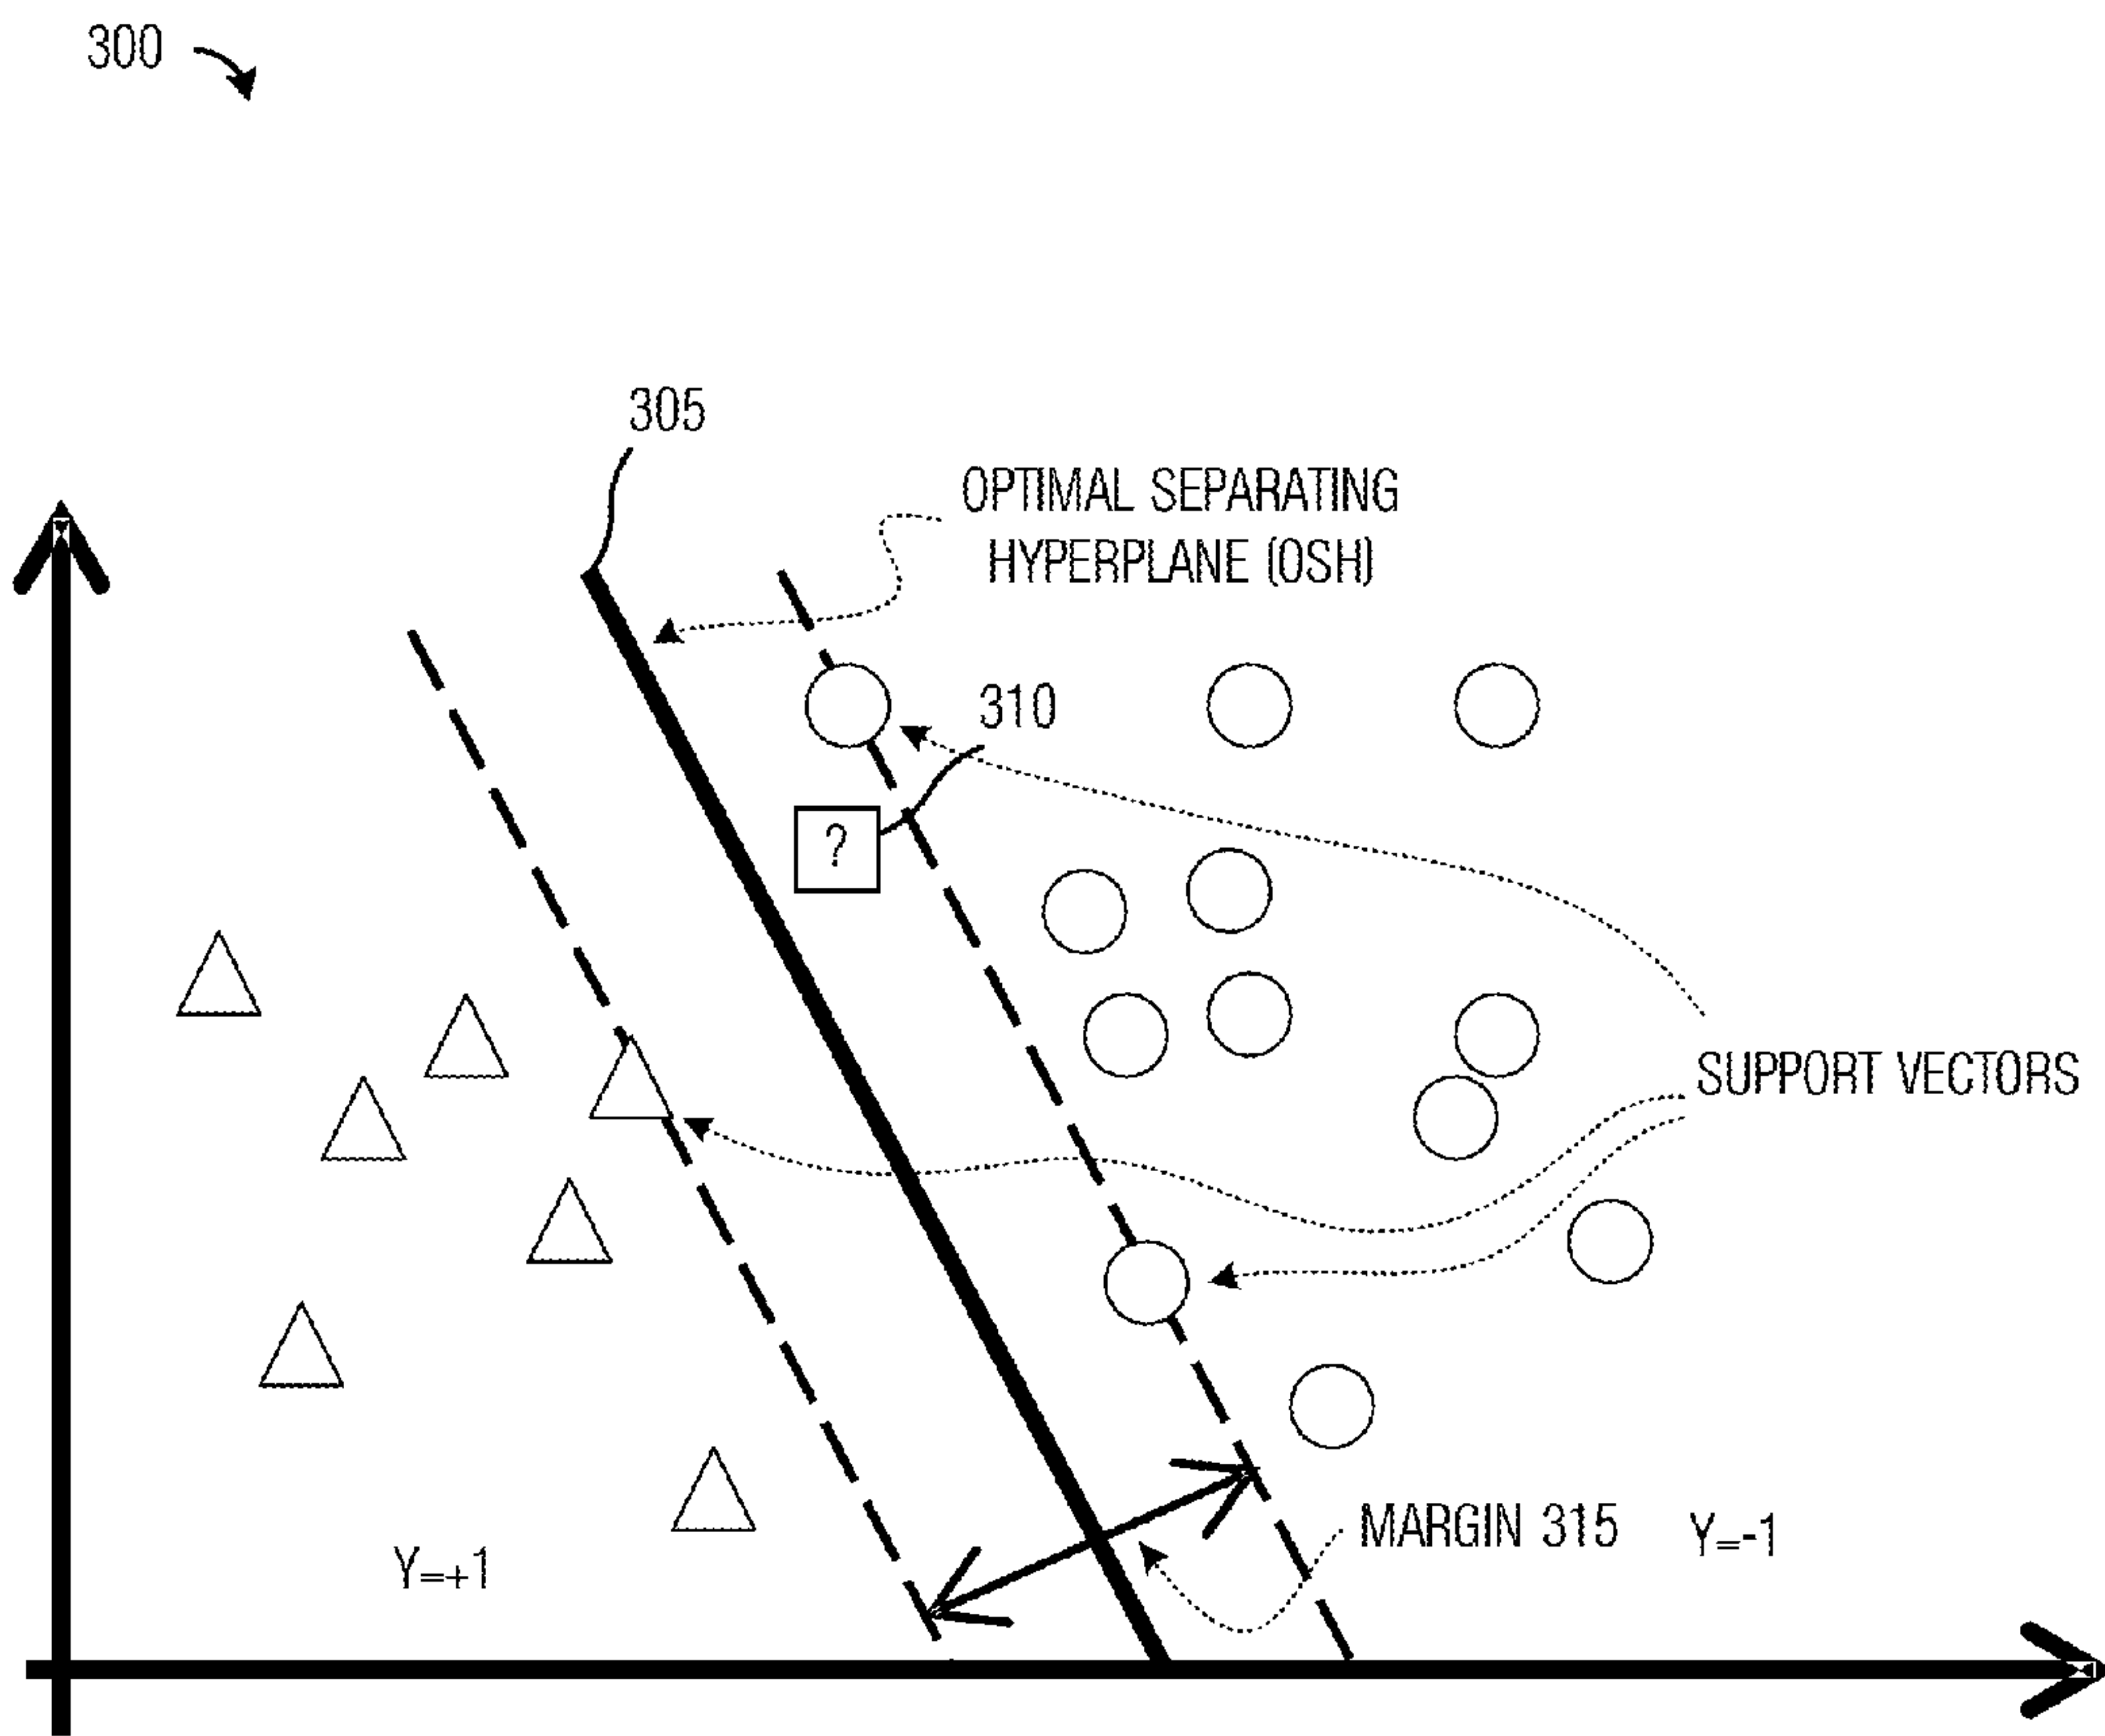 300
305
OPTIMAL SEPARATING
HYPERPLANE (OSH)
310
?
SUPPORT VECTORS
MARGIN 315
Y=-1
Y=+1